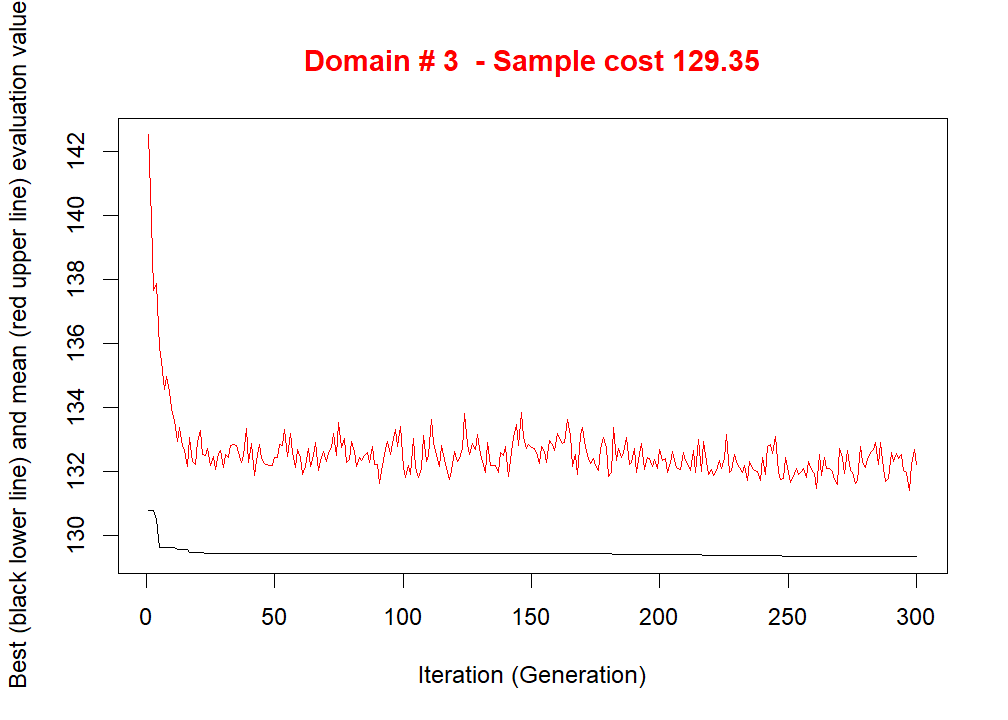 Domain # 3  - Sample cost 129.35
Best (black lower line) and mean (red upper line) evaluation value
142
140
138
136
134
132
130
0 50 100 150 200 250 300
Iteration (Generation)